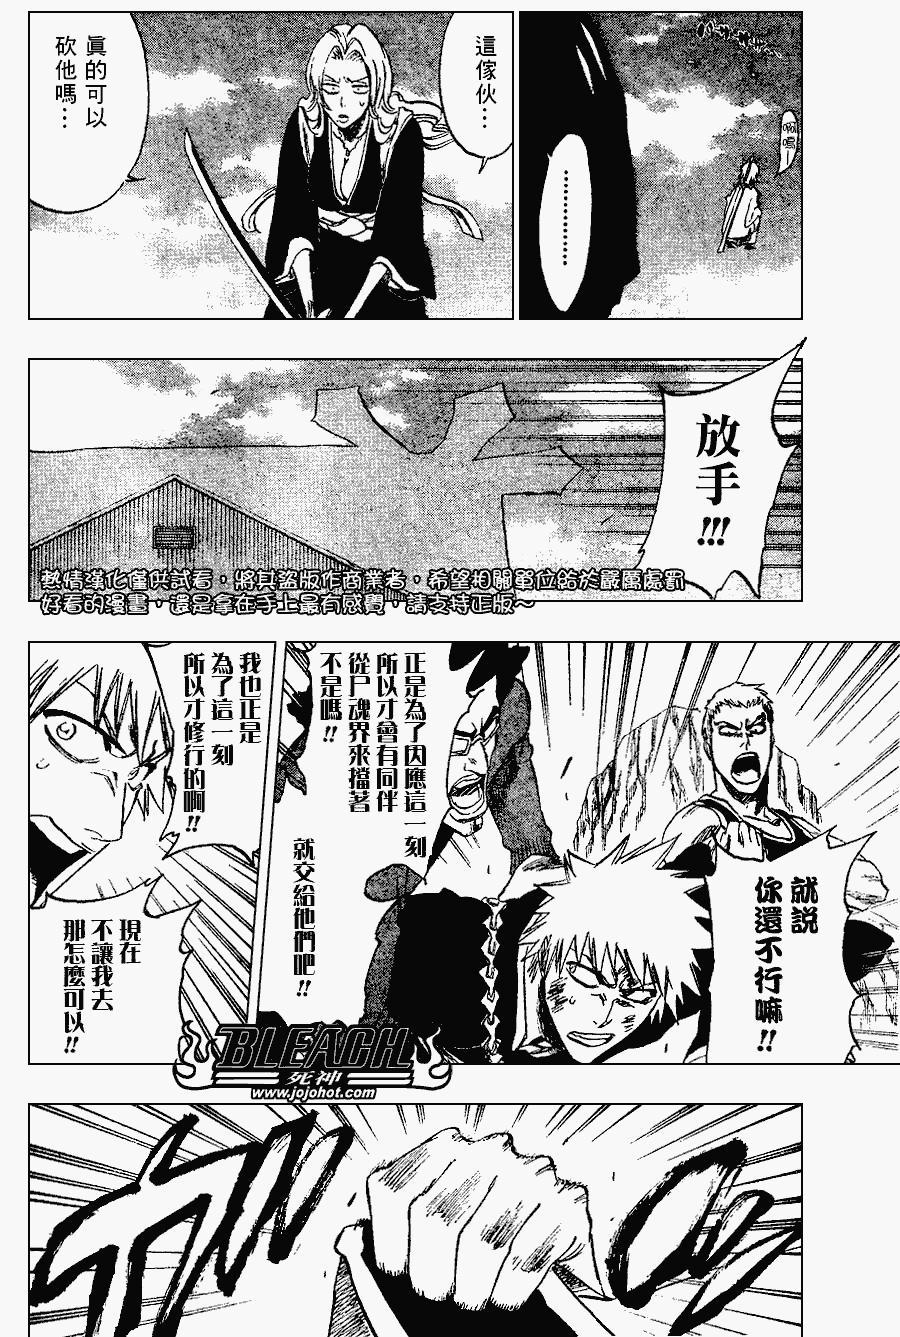 啊嗚—
…………
這傢伙…
真的可以
砍他嗎…
放手!!!
熱情漢化僅供試看，將其盜版作商業者，希望相關單位給於嚴厲處罰
好看的漫畫，還是拿在手上最有感覺，請支持正版～
就説
你還不行嘛!!
正是為了因應這一刻
所以才會有同伴
從尸魂界來擋著
不是嗎!!
就交給他們吧!!
我也正是
為了這一刻
所以才修行的啊!!
現在
不讓我去
那怎麼可以!!
BLEACH
死神
www.jojohot.com